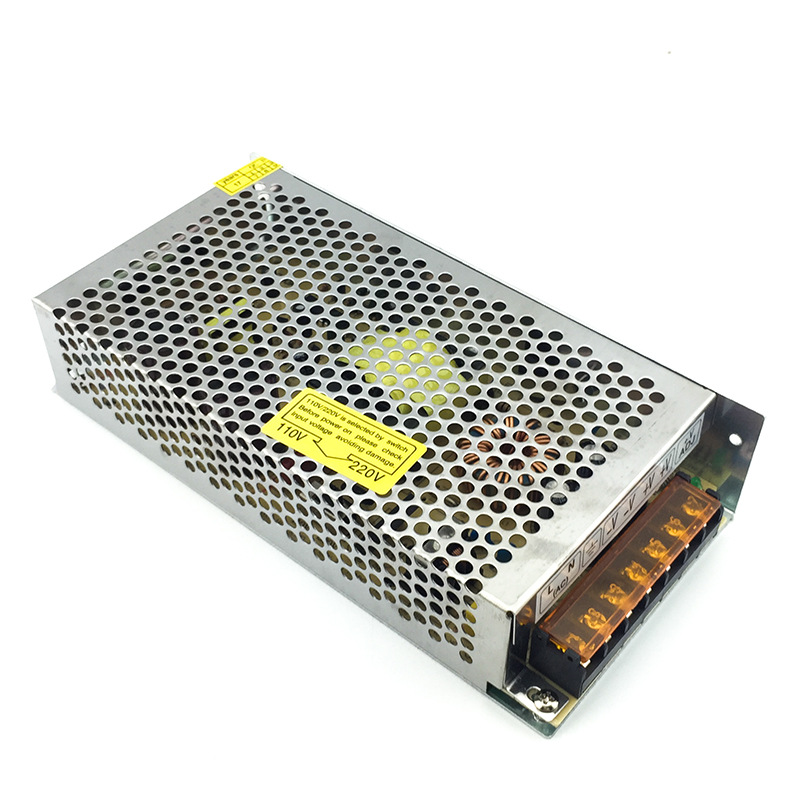 110V/220V is selected by switch
Before power on please check
input voltage avoiding damage
110V
220V
L N ⏚ -V -V +V +V ADJ
(AC)